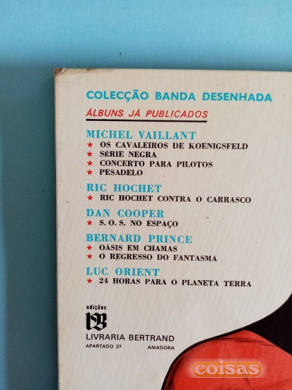 COLECÇÃO BANDA DESENHADA
ÁLBUNS JÁ PUBLICADOS
MICHEL VAILLANT
★ OS CAVALEIROS DE KOENIGSFELD
★ SÉRIE NEGRA
★ CONCERTO PARA PILOTOS
★ PESADELO
RIC HOCHET
★ RIC HOCHET CONTRA O CARRASCO
DAN COOPER
★ S. O. S. NO ESPAÇO
BERNARD PRINCE
★ OÁSIS EM CHAMAS
★ O REGRESSO DO FANTASMA
LUC ORIENT
★ 24 HORAS PARA O PLANETA TERRA
edições
LIVRARIA BERTRAND
APARTADO 37 AMADORA
coisas